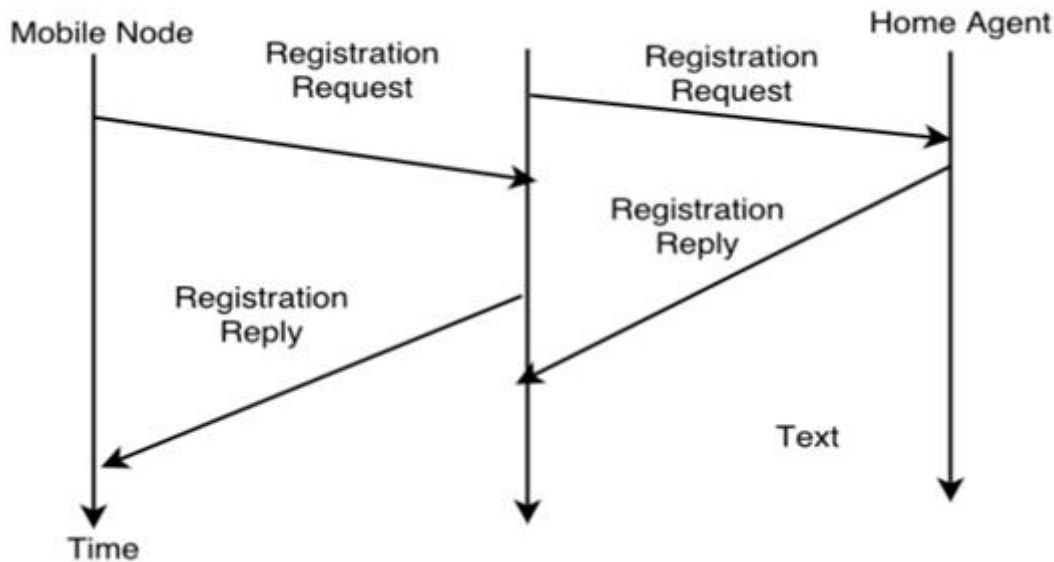 Mobile Node
Home Agent
Registration
Request
Registration
Request
Registration
Reply
Registration
Reply
Text
Time